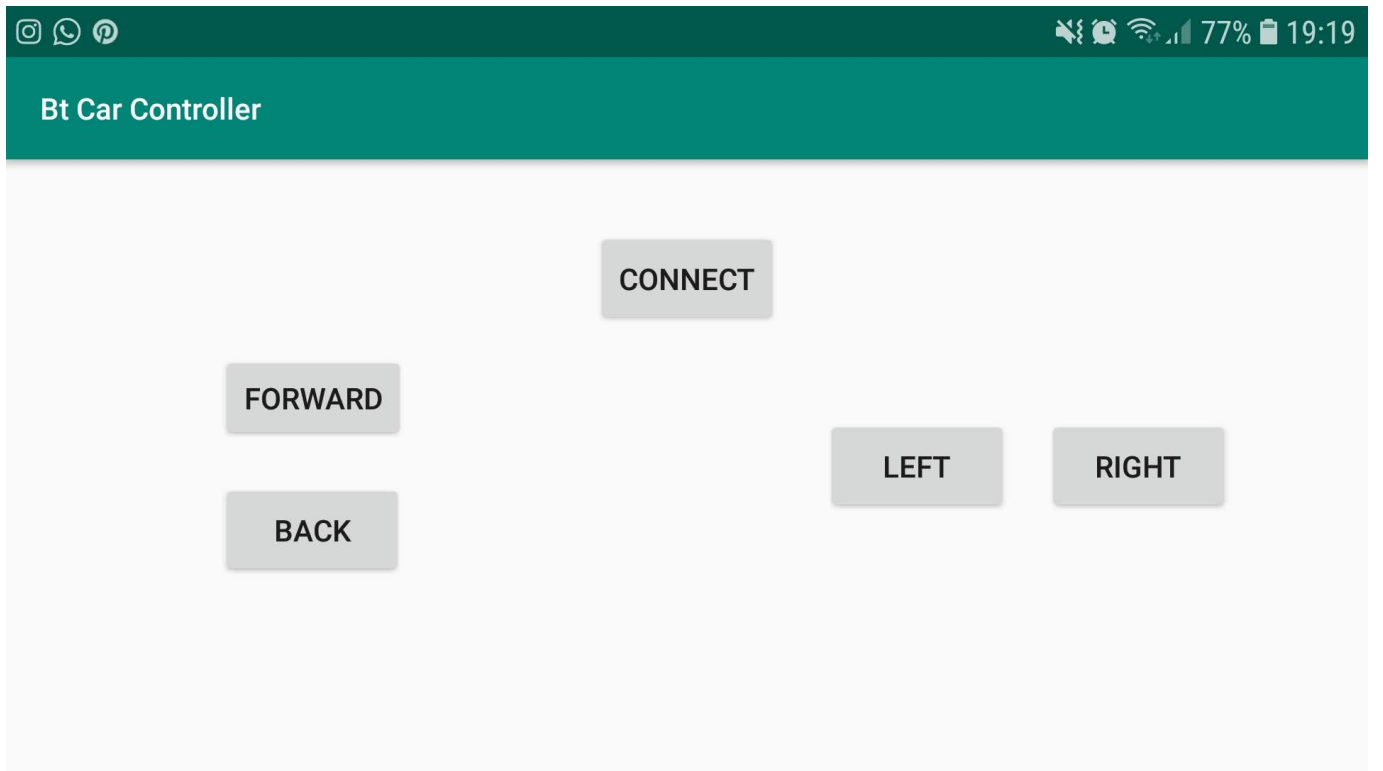 77% 19:19
Bt Car Controller
CONNECT
FORWARD
LEFT RIGHT
BACK